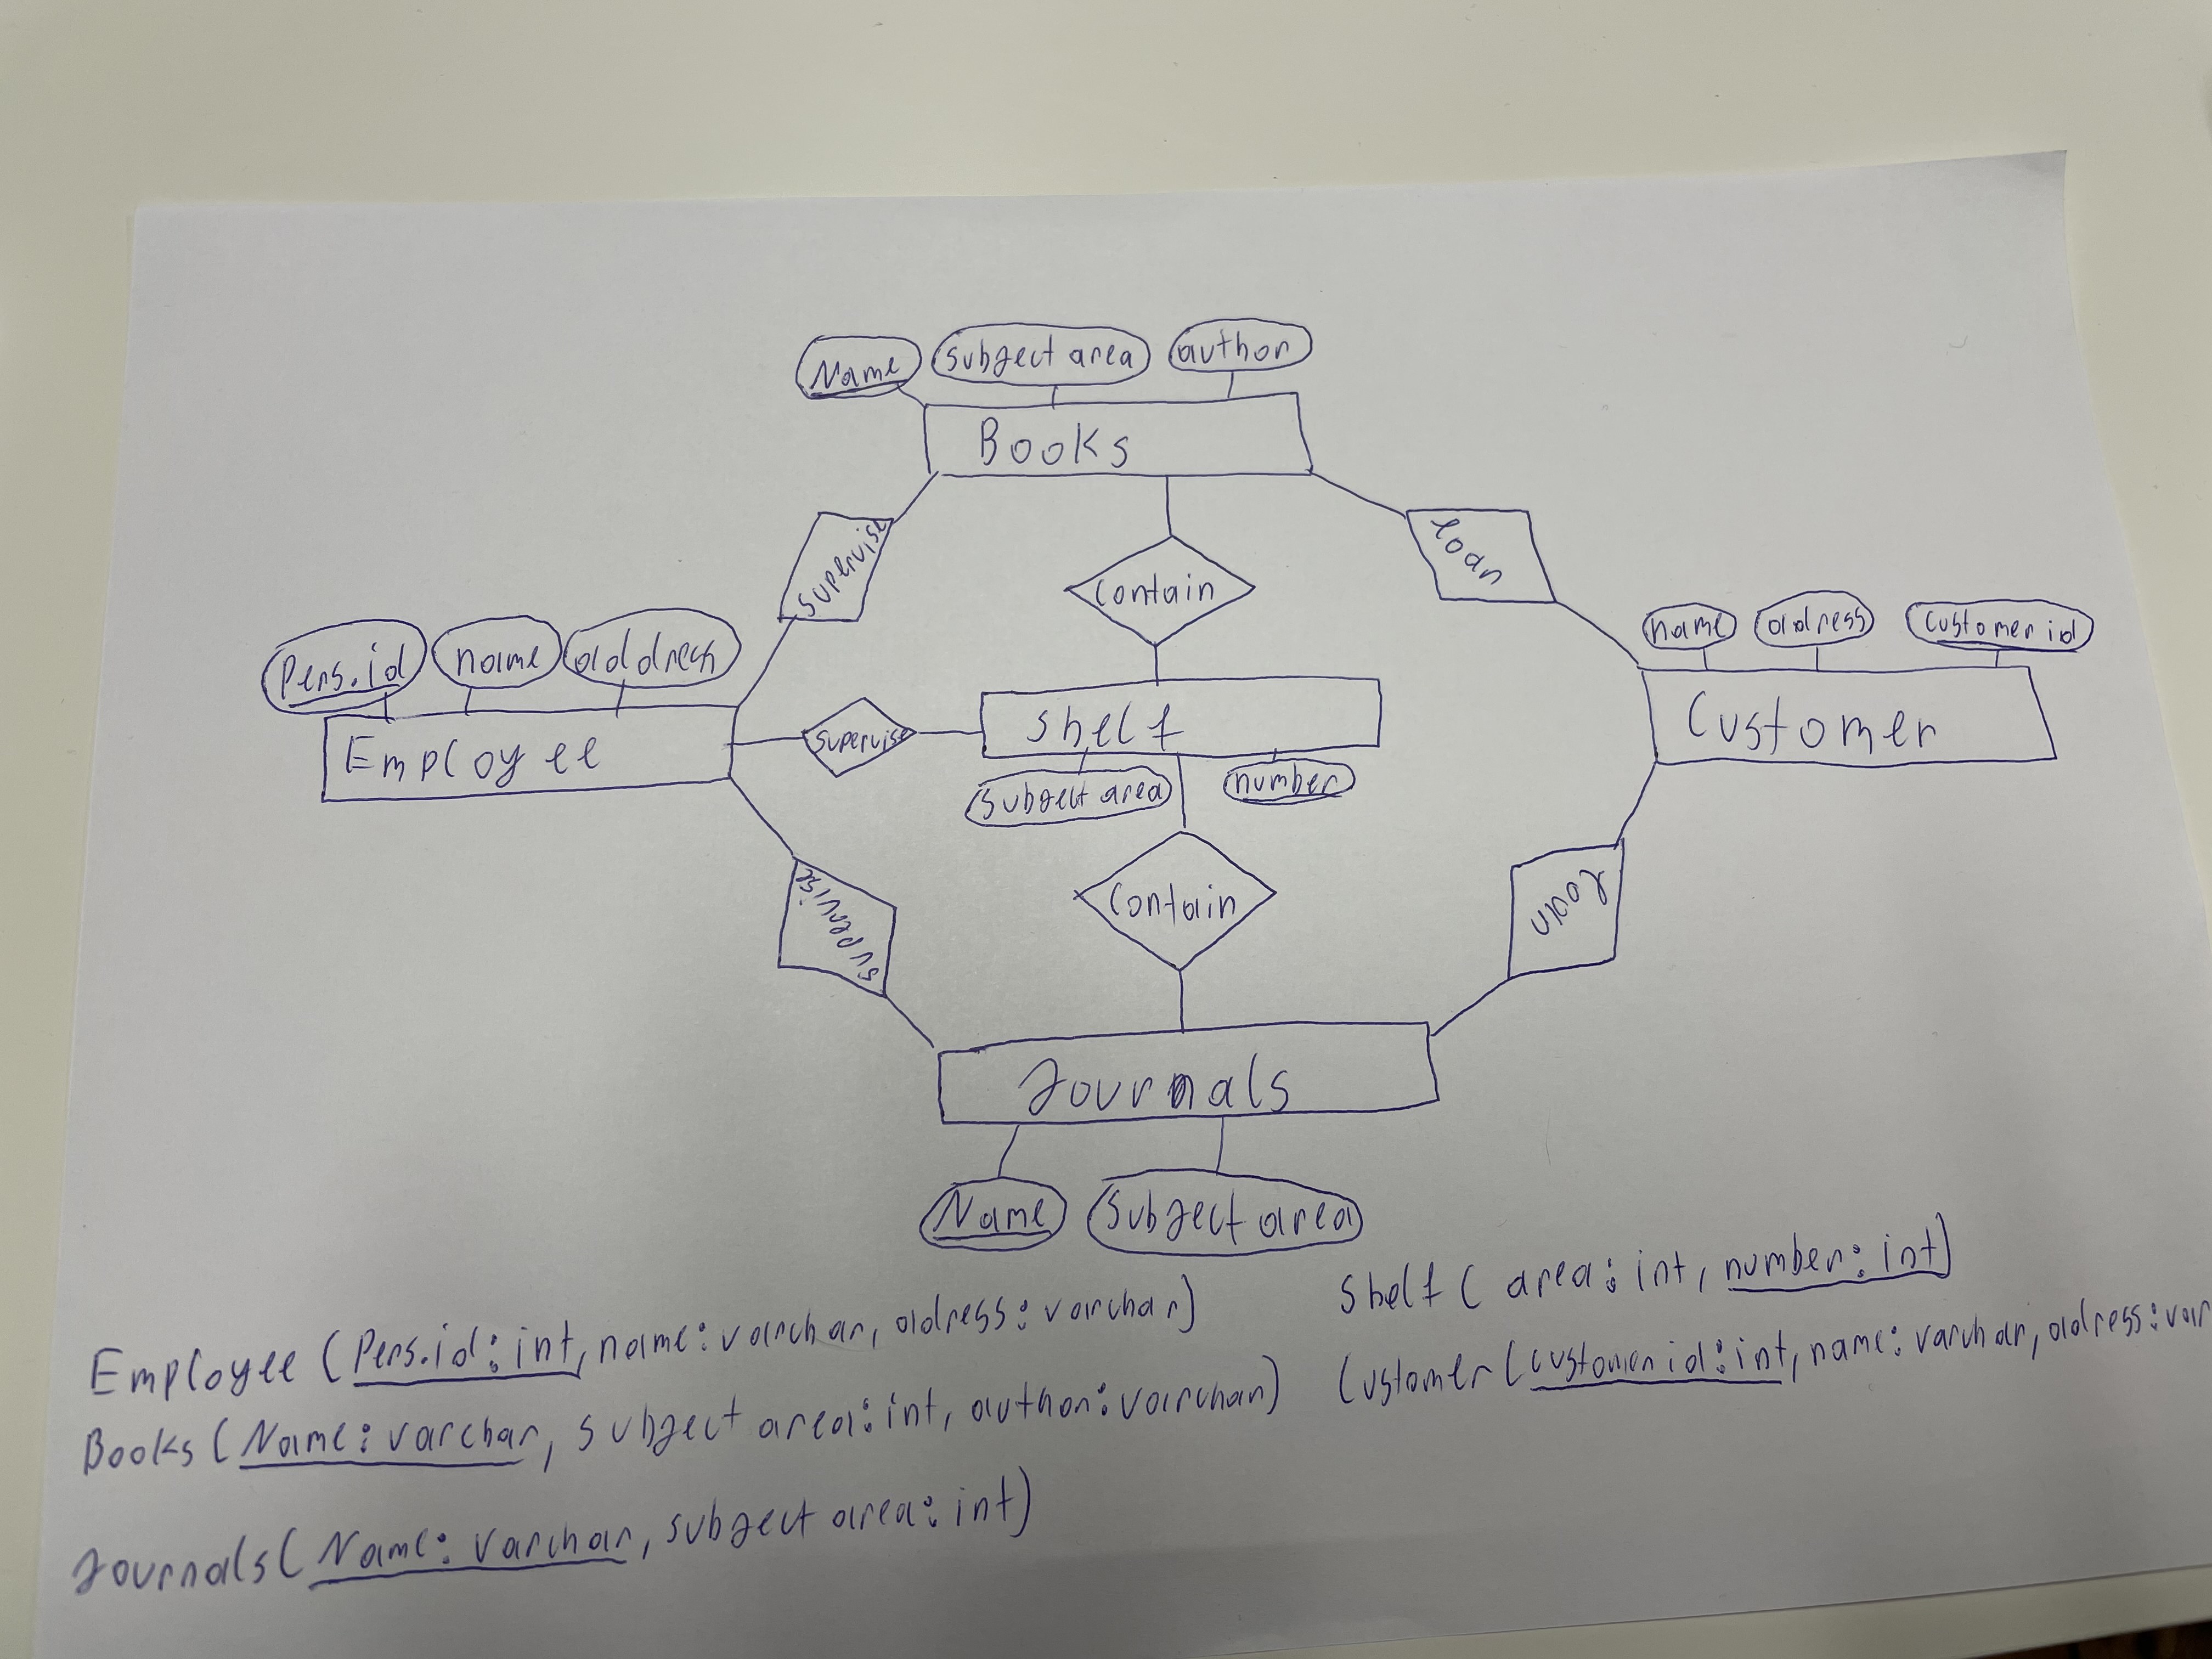 Name Subject area author
Books
Pers.id name address
Supervise
Contain
Loan
name adress Customer id
Employee
Supervise
Shelf
Customer
Subject area number
Supervise
Contain
Loan
Journals
Name Subject area
Employee (Pers.id: int, name: varchar, adress: varchar)
Shelf (area: int, number: int)
Books (Name: varchar, Subject area: int, author: varchar)
Customer (Customer id: int, name: varchar, adress: var
Journals (Name: varchar, subject area: int)